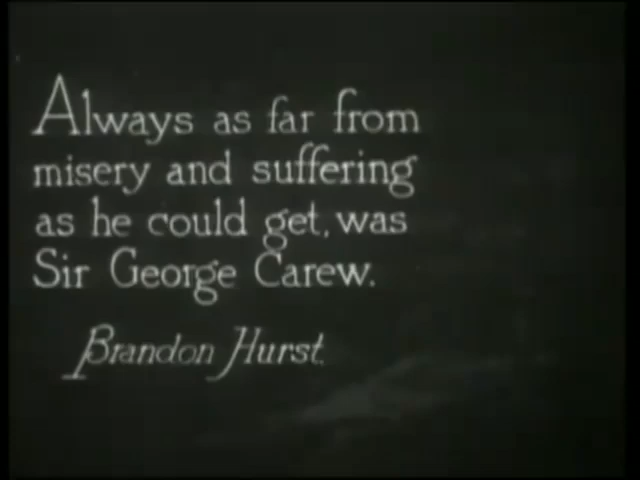 Always as far from
misery and suffering
as he could get, was
Sir George Carew.
Brandon Hurst.